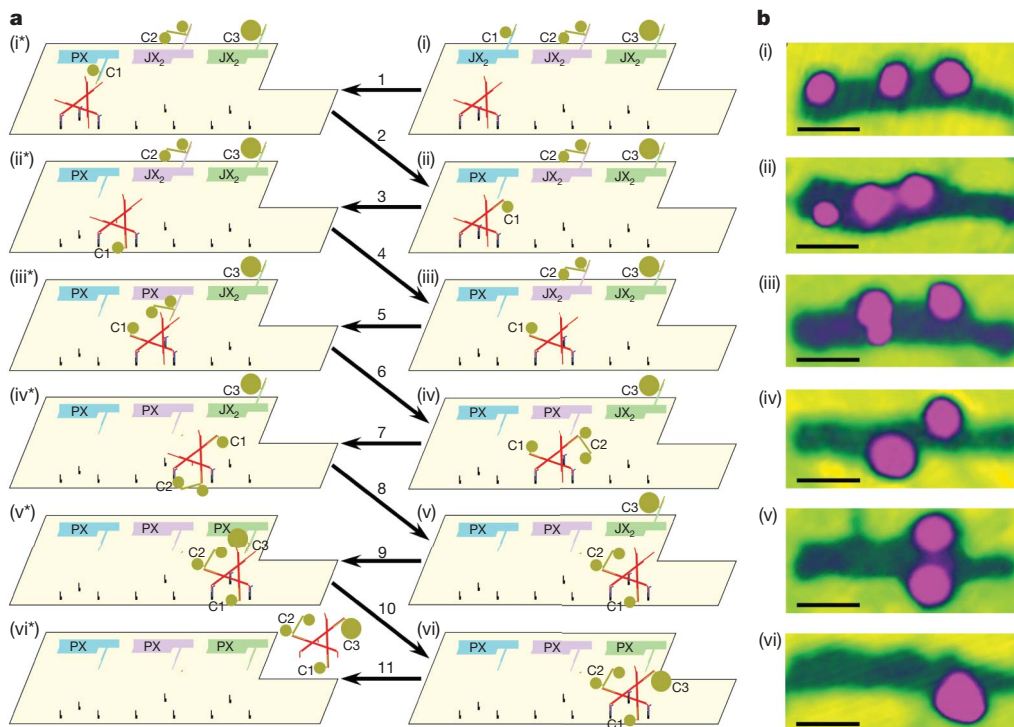 a
b
(i*)
C2
C3
PX
JX₂
JX₂
C1
(i)
C1
C2
C3
JX₂
JX₂
JX₂
1
(i)
2
(ii*)
C2
C3
PX
JX₂
JX₂
C1
(ii)
C2
C3
PX
JX₂
JX₂
C1
3
(ii)
4
(iii*)
C3
PX
PX
JX₂
C1
(iii)
C2
C3
PX
JX₂
JX₂
C1
5
(iii)
6
(iv*)
C3
PX
PX
JX₂
C1
C2
(iv)
C3
PX
PX
JX₂
C1
C2
7
(iv)
8
(v*)
PX
PX
PX
C2
C3
C1
(v)
C3
PX
PX
JX₂
C2
C1
9
(v)
10
(vi*)
C2
C3
PX
PX
PX
C1
(vi)
PX
PX
PX
C2
C3
C1
11
(vi)